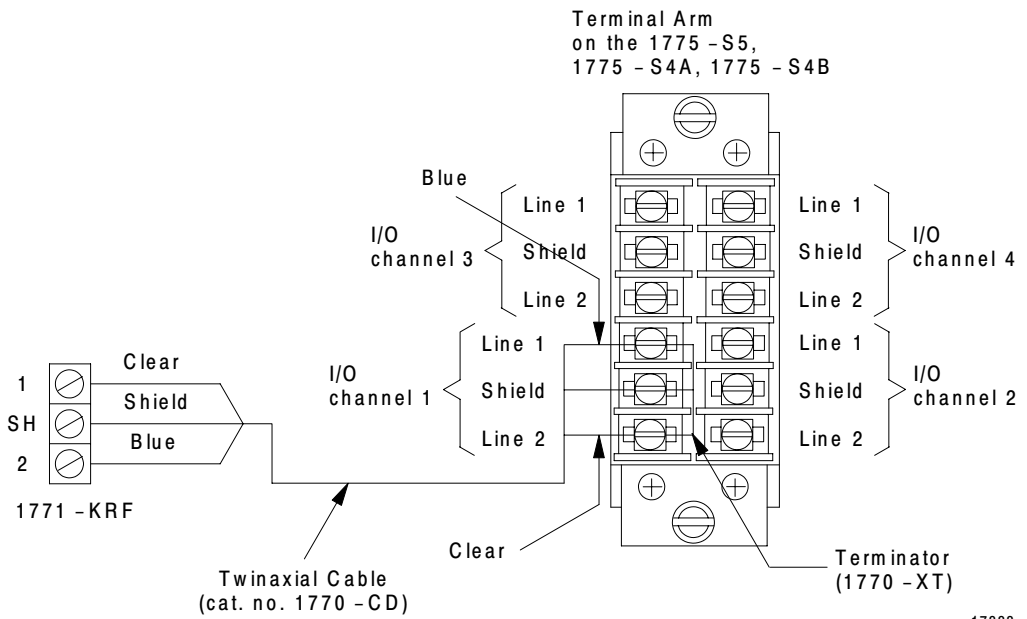 Terminal Arm
on the 1775 –S5,
1775 –S4A, 1775 –S4B
Blue
I/O
channel 3
Line 1
Shield
Line 2
Line 1
Shield
Line 2
I/O
channel 4
I/O
channel 1
Line 1
Shield
Line 2
Line 1
Shield
Line 2
I/O
channel 2
1
SH
2
Clear
Shield
Blue
1771 –KRF
Twinaxial Cable
(cat. no. 1770 –CD)
Clear
Terminator
(1770 –XT)